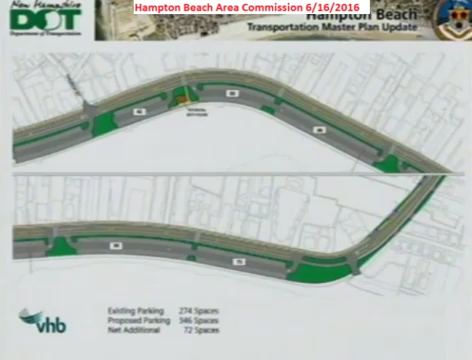 Hampton Beach Area Commission 6/16/2016
New Hampshire
DOT
Department of Transportation
Hampton Beach
Transportation Master Plan Update
vhb
Existing Parking 274 Spaces
Proposed Parking 346 Spaces
Net Additional 72 Spaces